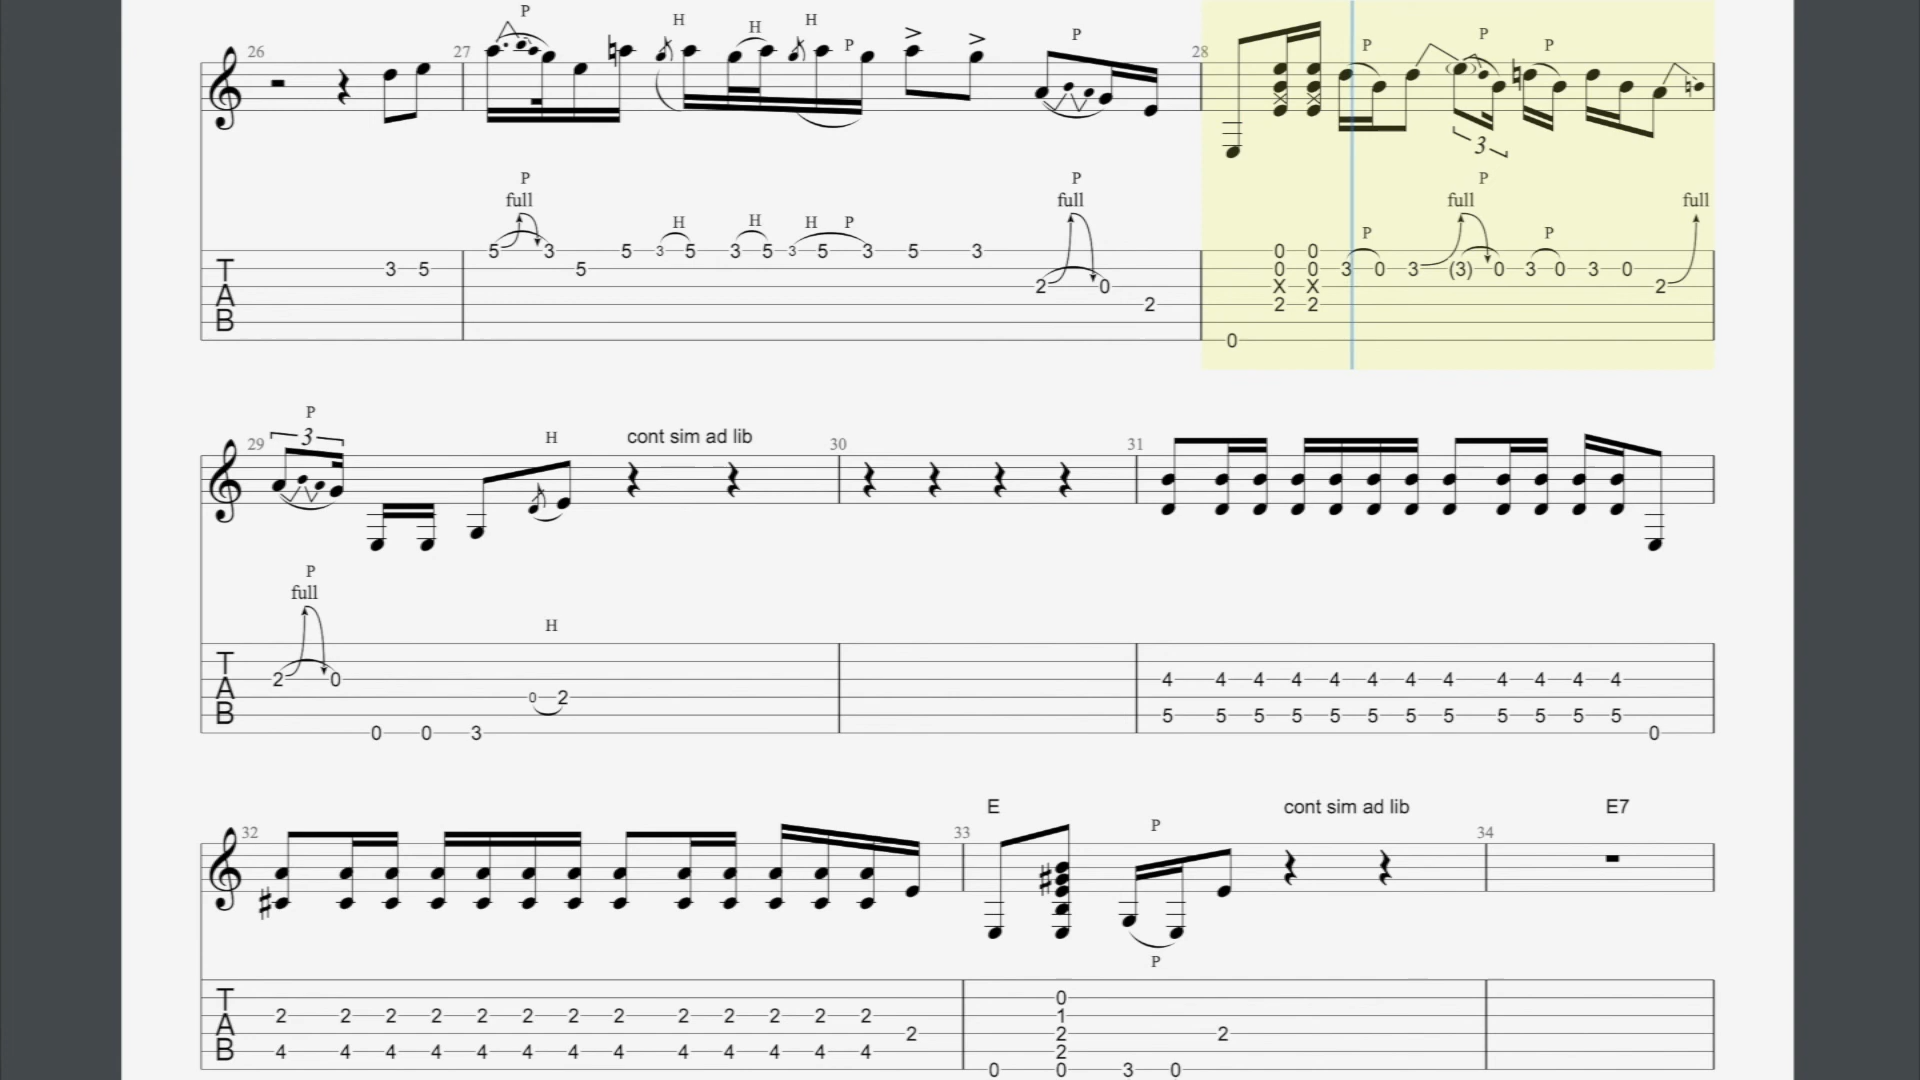 P H H H P P P P P
26 27 28
3
P P P
full full full full
H H H P P P
5 3 5 3 5 3 5 3 5 3 5 3 0 0
T 3 5 5 0 0 3 0 3 (3) 0 3 0 3 0
A 2 0 X X 2
B 2 2 2
0
P
3 H cont sim ad lib
29 30 31
P
full
H
T
A 2 0 4 4 4 4 4 4 4 4 4 4 4 4
B 0 2 5 5 5 5 5 5 5 5 5 5 5 5
0 0 3 0
E cont sim ad lib E7
32 33 P 34
P
T 0
A 2 2 2 2 2 2 2 2 2 2 2 2 2 1
2 2 2
B 4 4 4 4 4 4 4 4 4 4 4 4 4 2
0 0 3 0